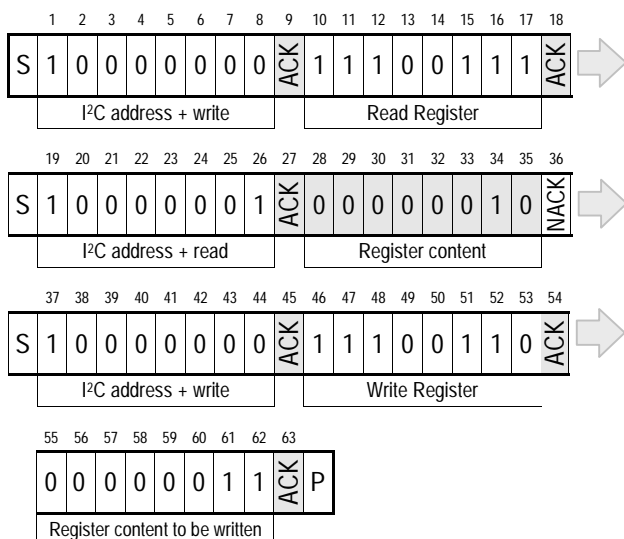 1 2 3 4 5 6 7 8 9 10 11 12 13 14 15 16 17 18
S 1 0 0 0 0 0 0 0 ACK 1 1 1 0 0 1 1 1 ACK
I²C address + write Read Register
19 20 21 22 23 24 25 26 27 28 29 30 31 32 33 34 35 36
S 1 0 0 0 0 0 0 1 ACK 0 0 0 0 0 0 1 0 NACK
I²C address + read Register content
37 38 39 40 41 42 43 44 45 46 47 48 49 50 51 52 53 54
S 1 0 0 0 0 0 0 0 ACK 1 1 1 0 0 1 1 0 ACK
I²C address + write Write Register
55 56 57 58 59 60 61 62 63
0 0 0 0 0 0 1 1 ACK P
Register content to be written